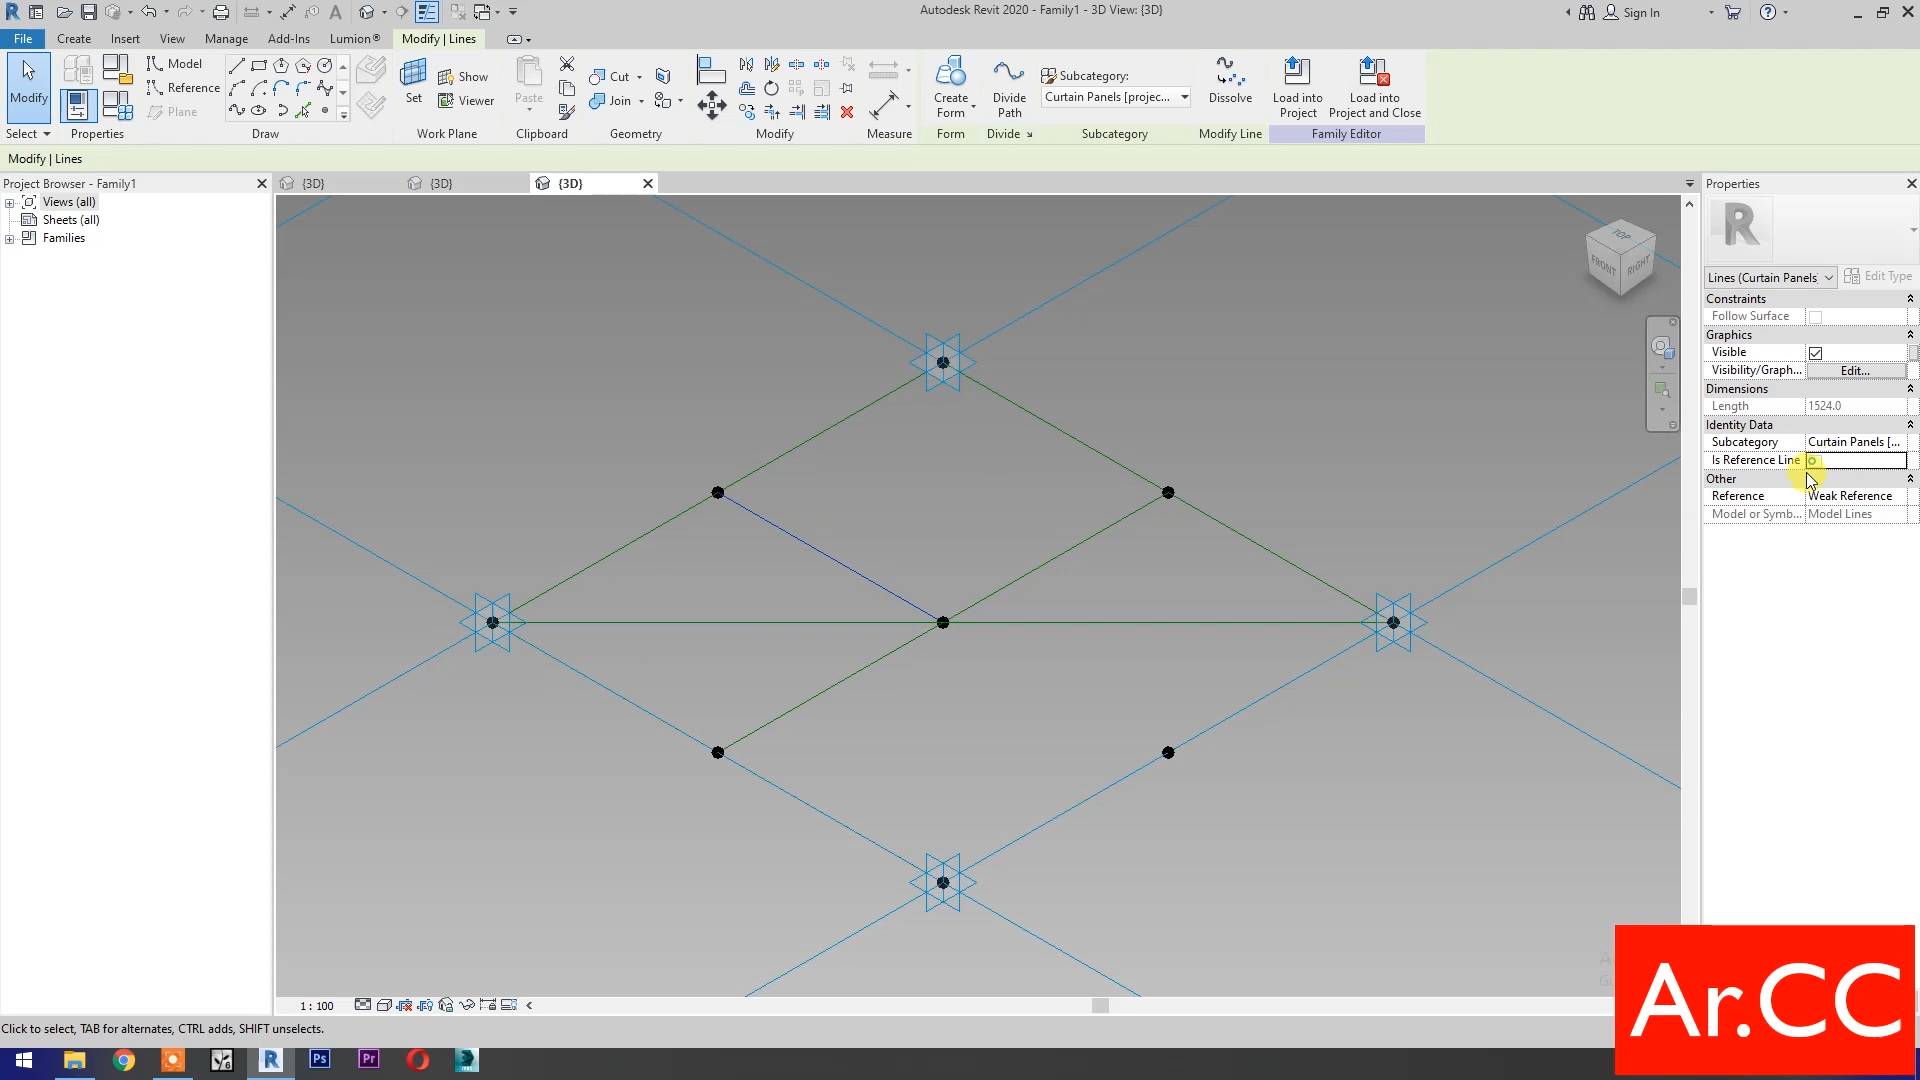 Autodesk Revit 2020 - Family1 - 3D View: {3D}
Sign In
File Create Insert View Manage Add-Ins Lumion® Modify | Lines
Modify
Select
Properties
Model
Reference
Plane
Draw
Set
Show
Viewer
Work Plane
Paste
Clipboard
Cut
Join
Geometry
Modify
Measure
Create
Form
Form
Divide
Path
Divide
Subcategory:
Curtain Panels [projec...
Subcategory
Dissolve
Modify Line
Load into
Project
Load into
Project and Close
Family Editor
Modify | Lines
Project Browser - Family1
Views (all)
Sheets (all)
Families
{3D} {3D} {3D}
TOP
FRONT RIGHT
Properties
R
Lines (Curtain Panels
Edit Type
Constraints
Follow Surface
Graphics
Visible
Visibility/Graph... Edit...
Dimensions
Length 1524.0
Identity Data
Subcategory Curtain Panels [...
Is Reference Line
Other
Reference Weak Reference
Model or Symb... Model Lines
1 : 100
Click to select, TAB for alternates, CTRL adds, SHIFT unselects.
Ar.CC
R
Ps
Pr